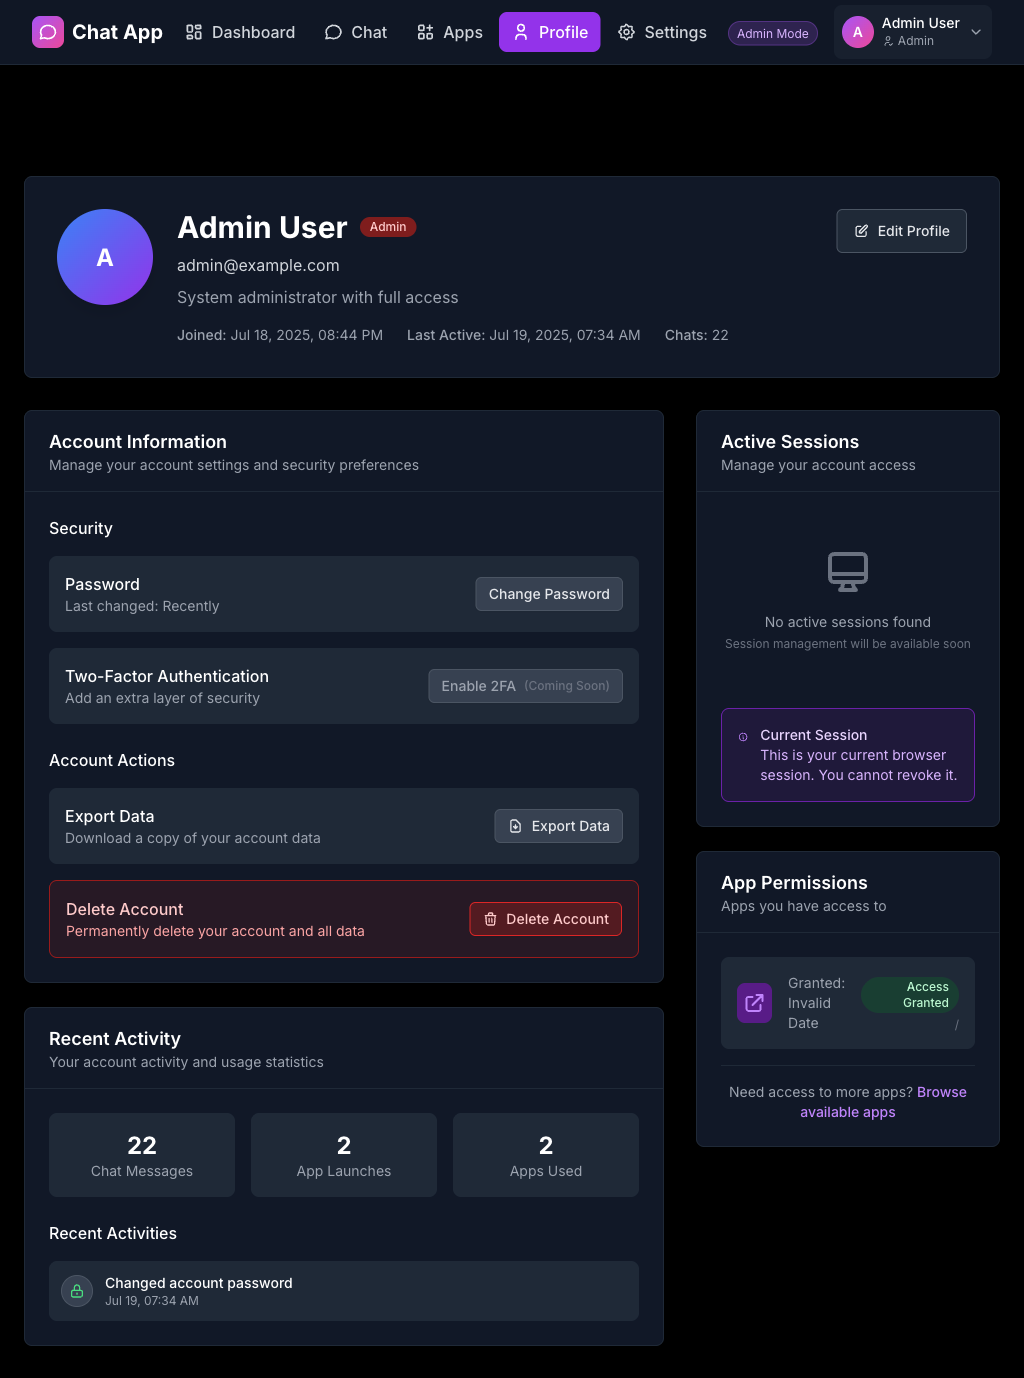 Chat App
Dashboard
Chat
Apps
Profile
Settings
Admin Mode
A
Admin User
Admin
A
Admin User
Admin
admin@example.com
System administrator with full access
Joined: Jul 18, 2025, 08:44 PM
Last Active: Jul 19, 2025, 07:34 AM
Chats: 22
Edit Profile
Account Information
Manage your account settings and security preferences
Security
Password
Last changed: Recently
Change Password
Two-Factor Authentication
Add an extra layer of security
Enable 2FA (Coming Soon)
Account Actions
Export Data
Download a copy of your account data
Export Data
Delete Account
Permanently delete your account and all data
Delete Account
Recent Activity
Your account activity and usage statistics
22
Chat Messages
2
App Launches
2
Apps Used
Recent Activities
Changed account password
Jul 19, 07:34 AM
Active Sessions
Manage your account access
No active sessions found
Session management will be available soon
Current Session
This is your current browser
session. You cannot revoke it.
App Permissions
Apps you have access to
Granted:
Invalid
Date
Access
Granted
/
Need access to more apps? Browse
available apps